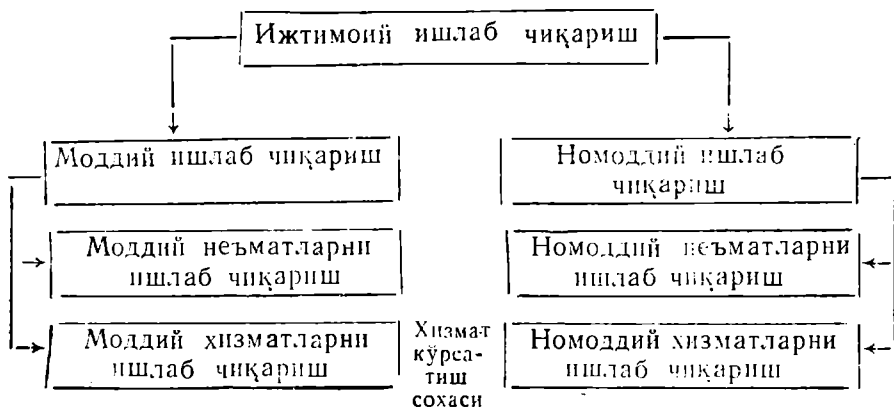 Ижтимоий ишлаб чиқариш
Моддий ишлаб чиқариш
Номоддий ишлаб
чиқариш
Моддий неъматларни
ишлаб чиқариш
Номоддий неъматларни
ишлаб чиқариш
Моддий хизматларни
ишлаб чиқариш
Хизмат
кўрса-
тиш
соҳаси
Номоддий хизматларни
ишлаб чиқариш